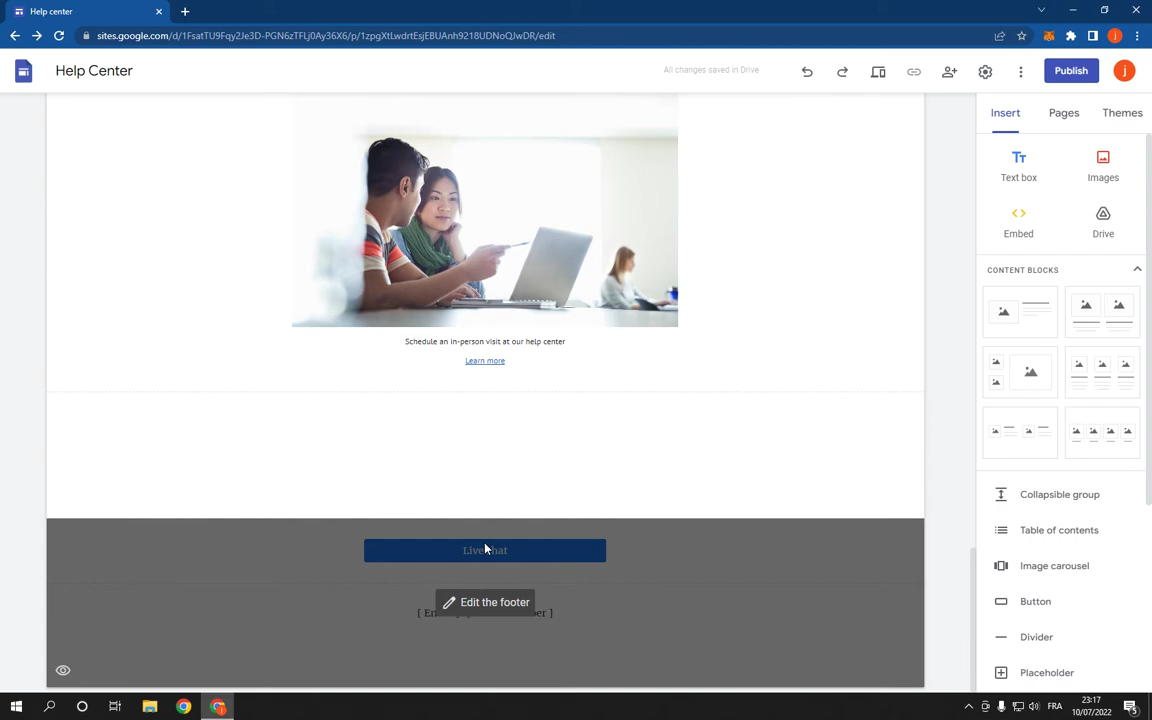 Help center
sites.google.com/d/1FsatTU9Fqy2Je3D-PGN6zTFLj0Ay36X6/p/1zpgXtLwdrtEsjEBUAnh9218UDNoQJwDR/edit
j
Help Center
All changes saved in Drive
Publish
j
Insert
Pages
Themes
Text box
Images
Embed
Drive
CONTENT BLOCKS
Schedule an in-person visit at our help center
Learn more
Collapsible group
Table of contents
Image carousel
Button
Divider
Placeholder
Edit the footer
FRA
23:17
10/07/2022
5